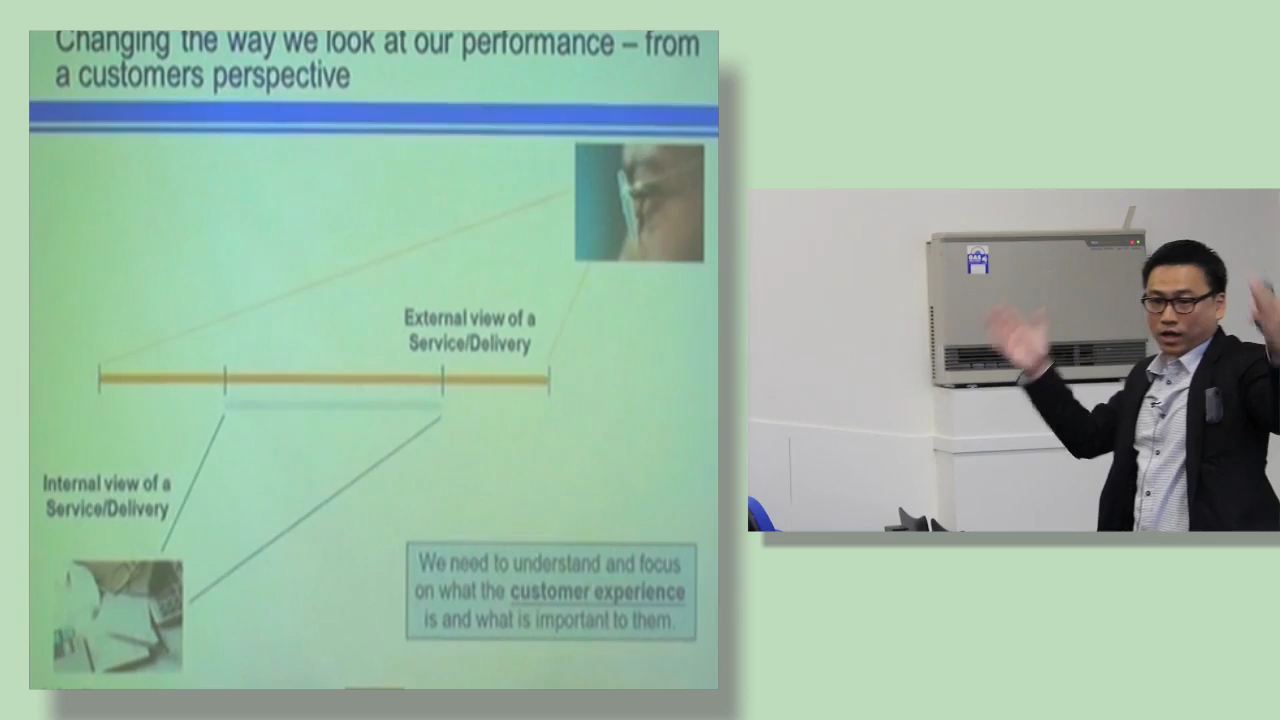 Changing the way we look at our performance – from
a customers perspective
External view of a
Service/Delivery
Internal view of a
Service/Delivery
We need to understand and focus
on what the customer experience
is and what is important to them.
GAS